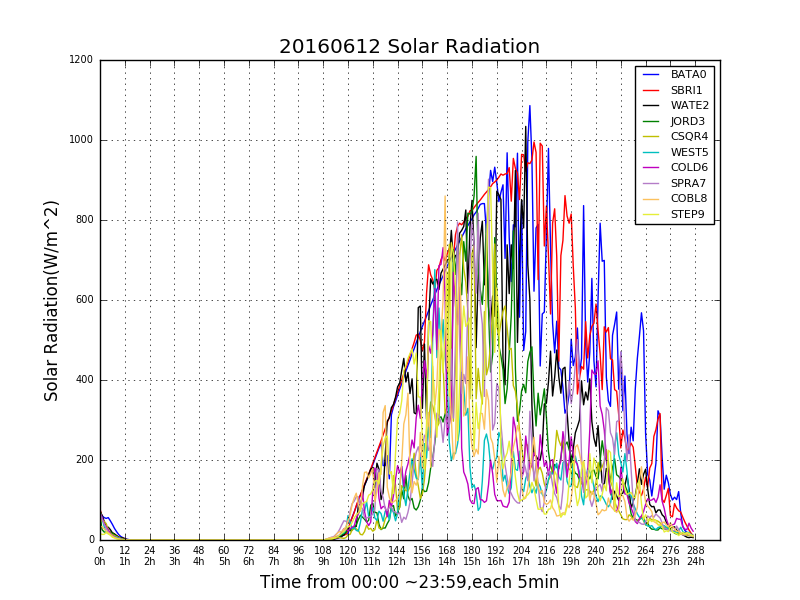 20160612 Solar Radiation
1200
1000
800
600
400
200
0
Solar Radiation(W/m^2)
BATA0
SBRI1
WATE2
JORD3
CSQR4
WEST5
COLD6
SPRA7
COBL8
STEP9
0 12 24 36 48 60 72 84 96 108 120 132 144 156 168 180 192 204 216 228 240 252 264 276 288
0h 1h 2h 3h 4h 5h 6h 7h 8h 9h 10h 11h 12h 13h 14h 15h 16h 17h 18h 19h 20h 21h 22h 23h 24h
Time from 00:00 ~23:59,each 5min